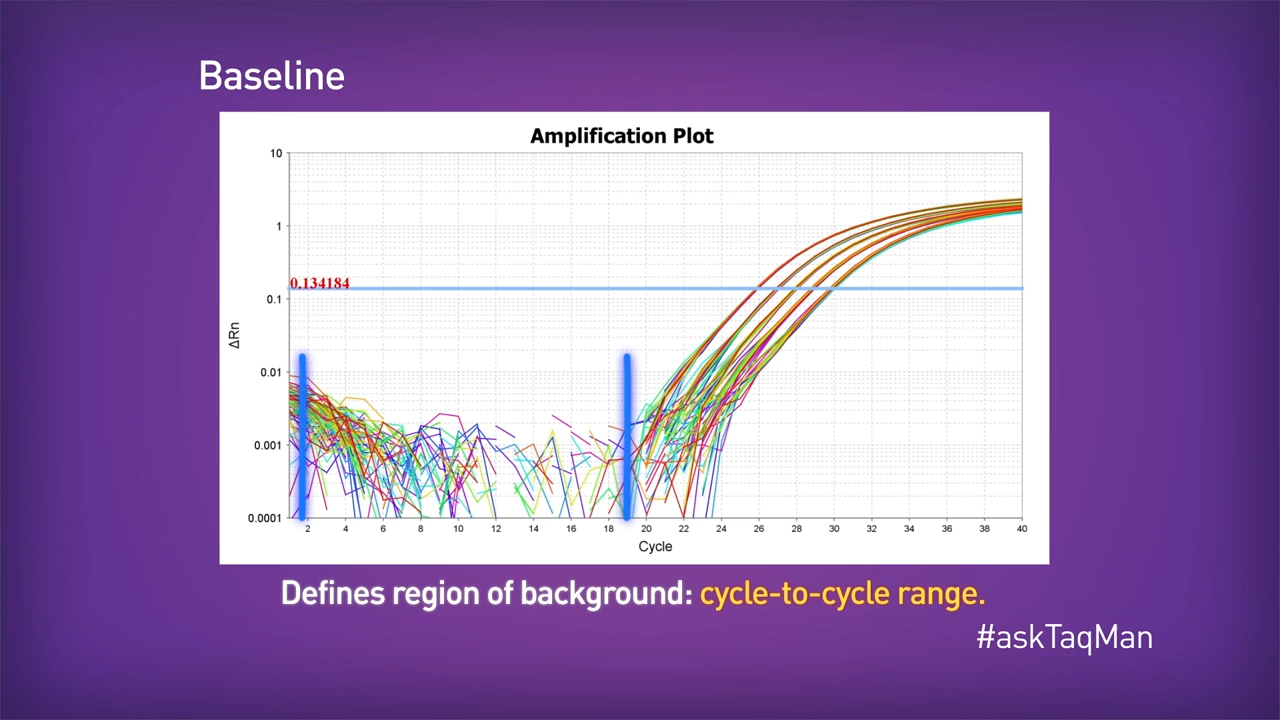 Baseline
Amplification Plot
10
1
0.134184
0.1
ΔRn
0.01
0.001
0.0001
2 4 6 8 10 12 14 16 18 20 22 24 26 28 30 32 34 36 38 40
Cycle
Defines region of background: cycle-to-cycle range.
#askTaqMan